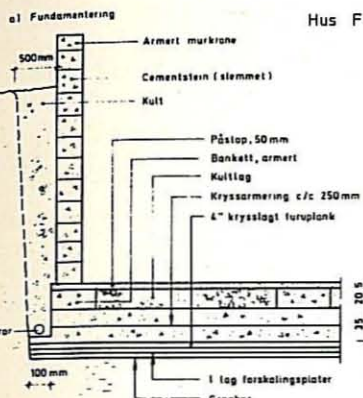 a) Fundamentering
Hus F
Armert murkrone
500mm
Cementstein (slemmet)
Kult
Påstøp, 50mm
Bankett, armert
Kultlag
Kryssarmering c/c 250mm
4" krysslagt furuplank
20 5
25
100 mm
1 lag forskalingsplater